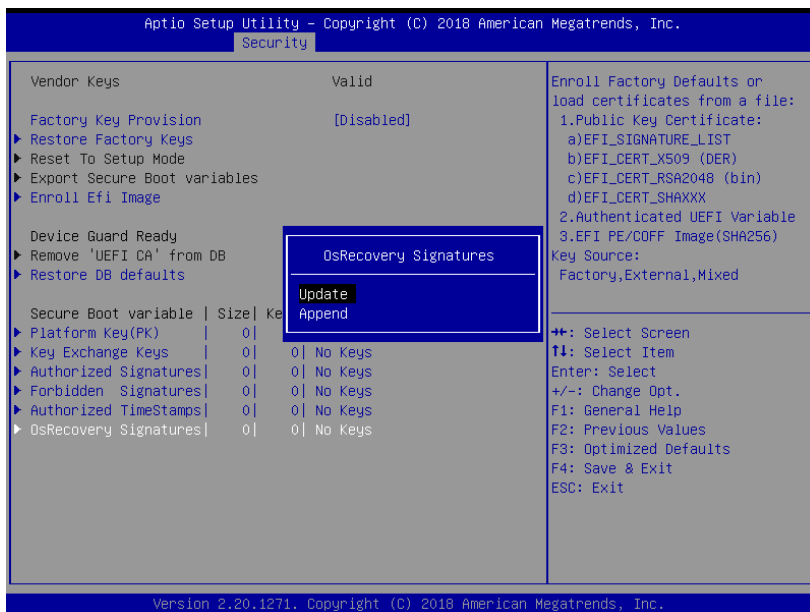 Aptio Setup Utility – Copyright (C) 2018 American Megatrends, Inc.
Security
Vendor Keys Valid
Factory Key Provision [Disabled]
Restore Factory Keys
Reset To Setup Mode
Export Secure Boot variables
Enroll Efi Image
Device Guard Ready
Remove 'UEFI CA' from DB
Restore DB defaults
Secure Boot variable | Size| Ke
Platform Key(PK) | 0|
Key Exchange Keys | 0| 0| No Keys
Authorized Signatures| 0| 0| No Keys
Forbidden Signatures| 0| 0| No Keys
Authorized TimeStamps| 0| 0| No Keys
OsRecovery Signatures| 0| 0| No Keys
OsRecovery Signatures
Update
Append
Enroll Factory Defaults or
load certificates from a file:
1.Public Key Certificate:
a)EFI_SIGNATURE_LIST
b)EFI_CERT_X509 (DER)
c)EFI_CERT_RSA2048 (bin)
d)EFI_CERT_SHAXXX
2.Authenticated UEFI Variable
3.EFI PE/COFF Image(SHA256)
Key Source:
Factory,External,Mixed
→←: Select Screen
↑↓: Select Item
Enter: Select
+/-: Change Opt.
F1: General Help
F2: Previous Values
F3: Optimized Defaults
F4: Save & Exit
ESC: Exit
Version 2.20.1271. Copyright (C) 2018 American Megatrends, Inc.